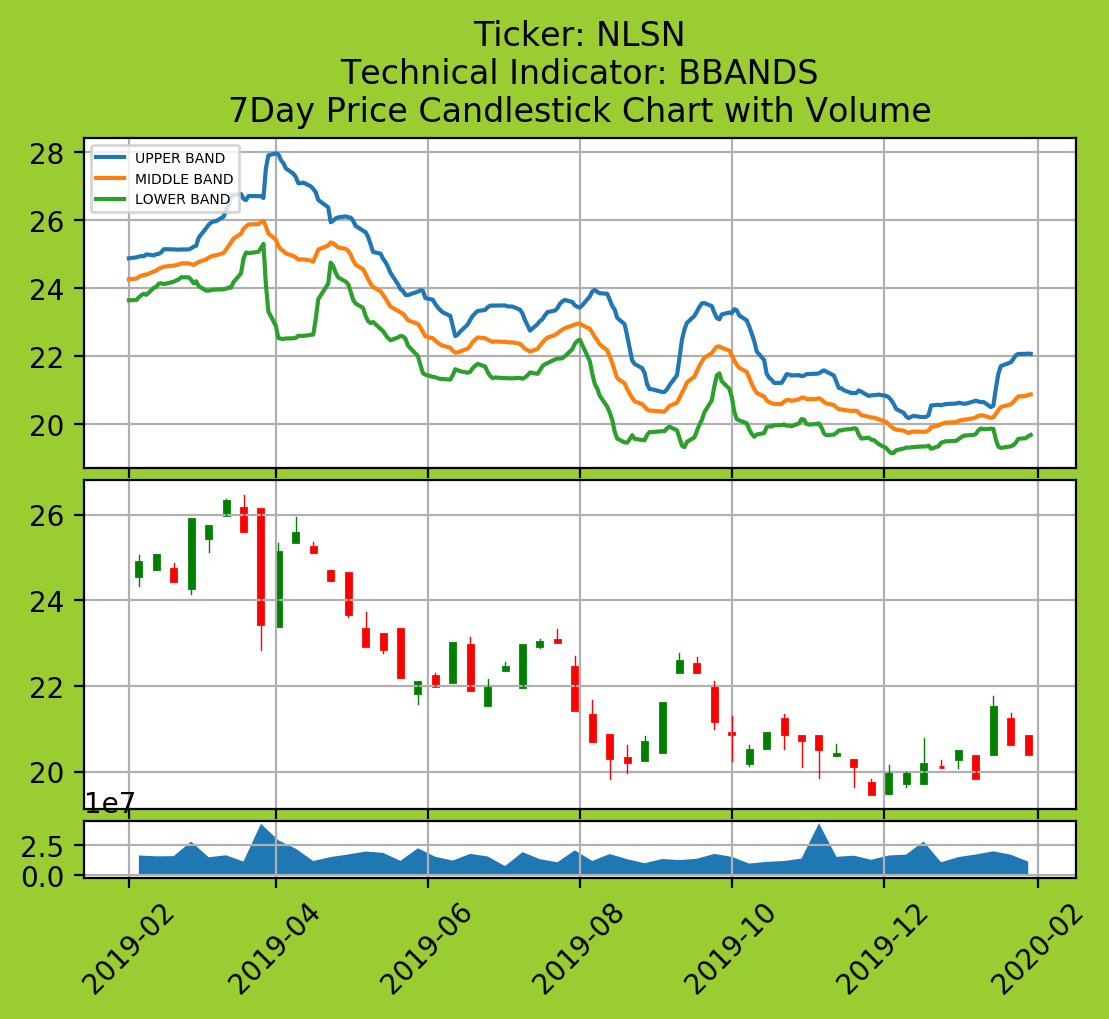 Ticker: NLSN
Technical Indicator: BBANDS
7Day Price Candlestick Chart with Volume
UPPER BAND
MIDDLE BAND
LOWER BAND
28
26
24
22
20
26
24
22
20
1e7
2.5
0.0
2019-02
2019-04
2019-06
2019-08
2019-10
2019-12
2020-02